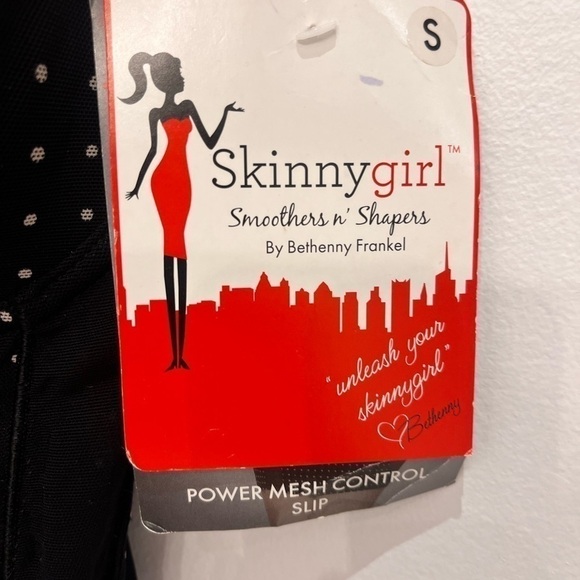 S
Skinnygirl™
Smoothers n' Shapers
By Bethenny Frankel
"unleash your
skinnygirl"
Bethenny
POWER MESH CONTROL
SLIP